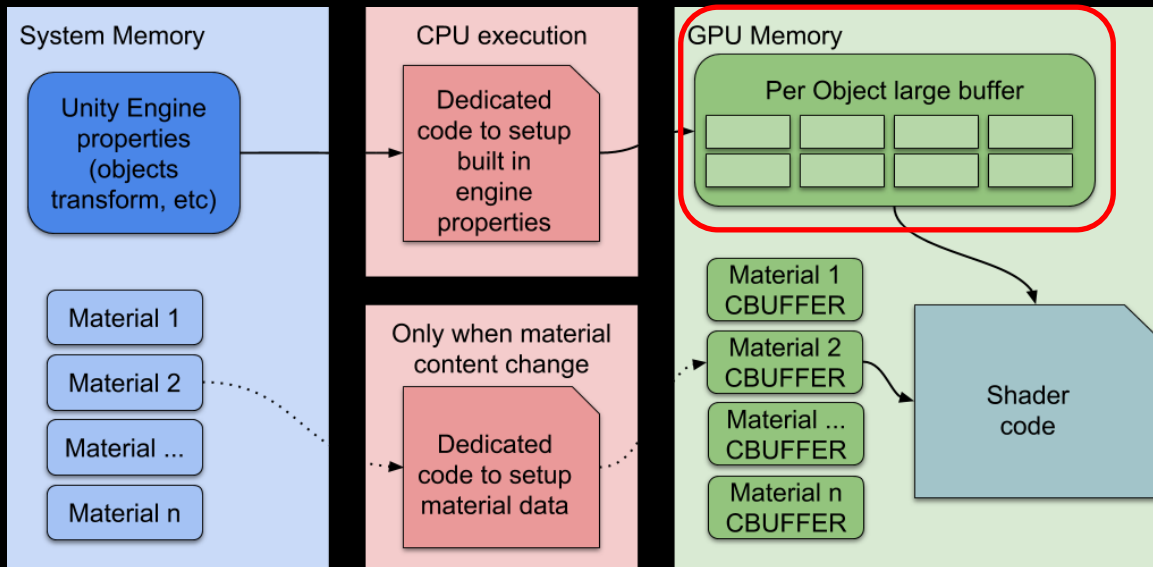 System Memory
Unity Engine
properties
(objects
transform, etc)
Material 1
Material 2
Material ...
Material n
CPU execution
Dedicated
code to setup
built in
engine
properties
Only when material
content change
Dedicated
code to setup
material data
GPU Memory
Per Object large buffer
Material 1
CBUFFER
Material 2
CBUFFER
Material ...
CBUFFER
Material n
CBUFFER
Shader
code